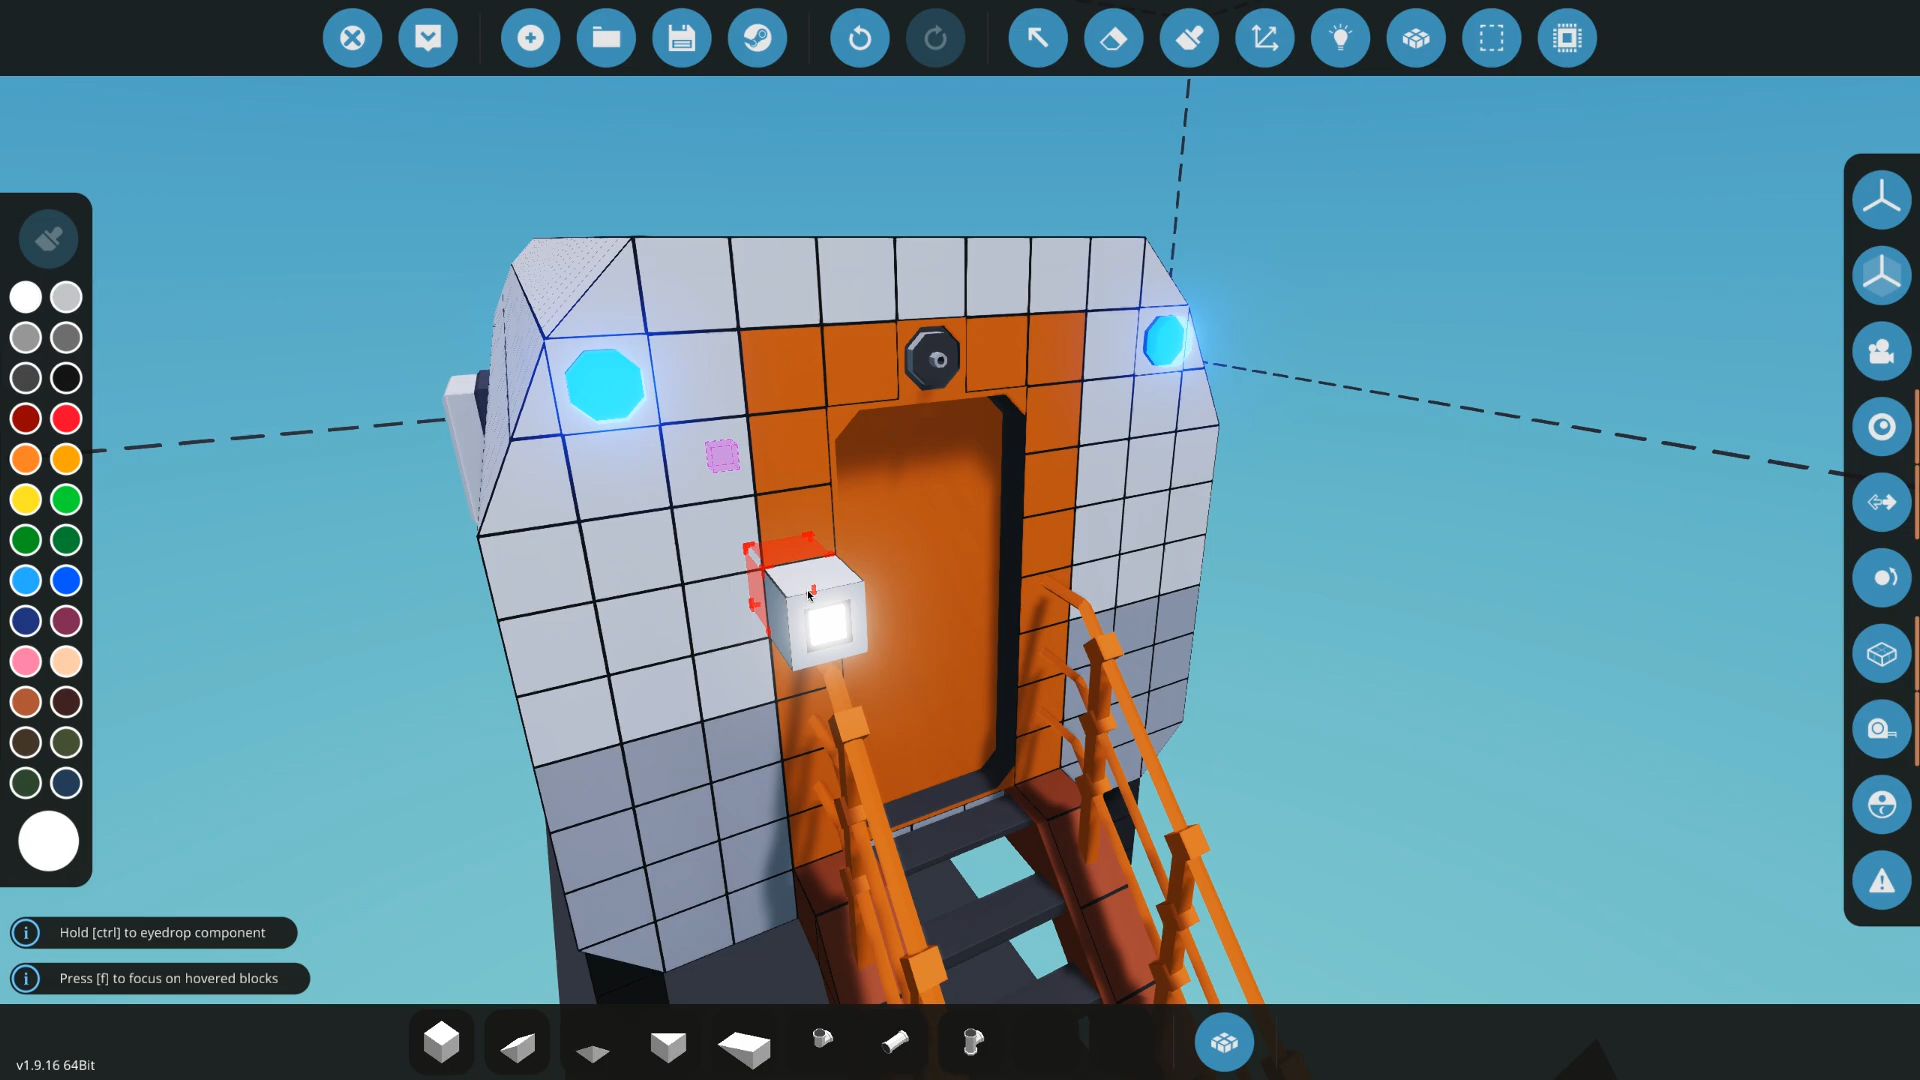 Hold [ctrl] to eyedrop component
Press [f] to focus on hovered blocks
v1.9.16 64Bit